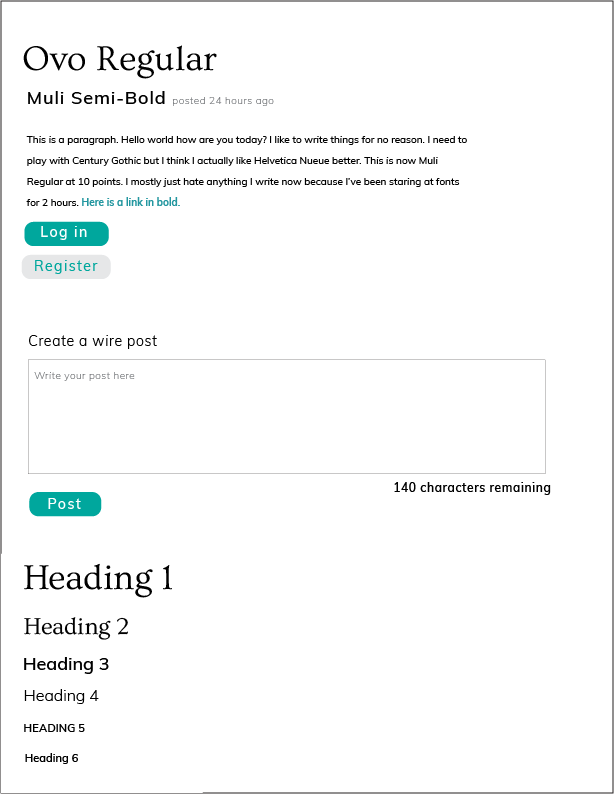 Ovo Regular
Muli Semi-Bold posted 24 hours ago
This is a paragraph. Hello world how are you today? I like to write things for no reason. I need to
play with Century Gothic but I think I actually like Helvetica Nueue better. This is now Muli
Regular at 10 points. I mostly just hate anything I write now because I've been staring at fonts
for 2 hours. Here is a link in bold.
Log in
Register
Create a wire post
Write your post here
140 characters remaining
Post
Heading 1
Heading 2
Heading 3
Heading 4
HEADING 5
Heading 6